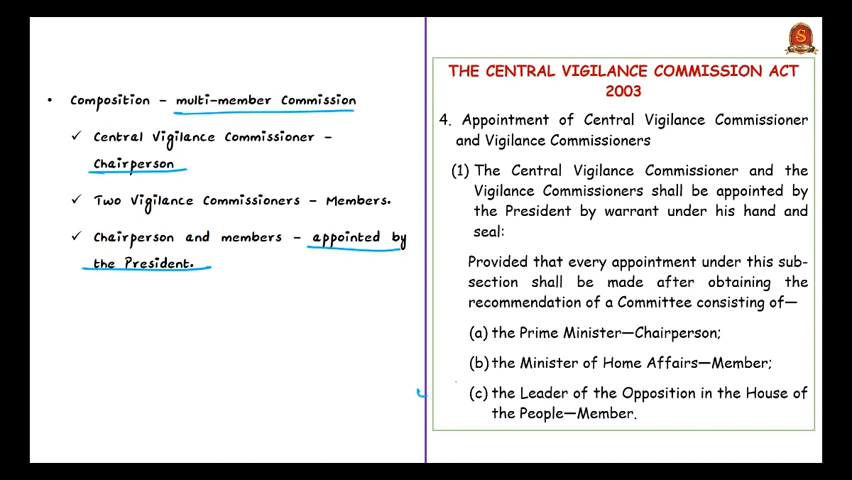 • Composition – multi-member Commission
✓ Central Vigilance Commissioner –
Chairperson
✓ Two Vigilance Commissioners – Members.
✓ Chairperson and members – appointed by
the President.
S
THE CENTRAL VIGILANCE COMMISSION ACT
2003
4. Appointment of Central Vigilance Commissioner
and Vigilance Commissioners
(1) The Central Vigilance Commissioner and the
Vigilance Commissioners shall be appointed by
the President by warrant under his hand and
seal:
Provided that every appointment under this sub-
section shall be made after obtaining the
recommendation of a Committee consisting of—
(a) the Prime Minister—Chairperson;
(b) the Minister of Home Affairs—Member;
(c) the Leader of the Opposition in the House of
the People—Member.